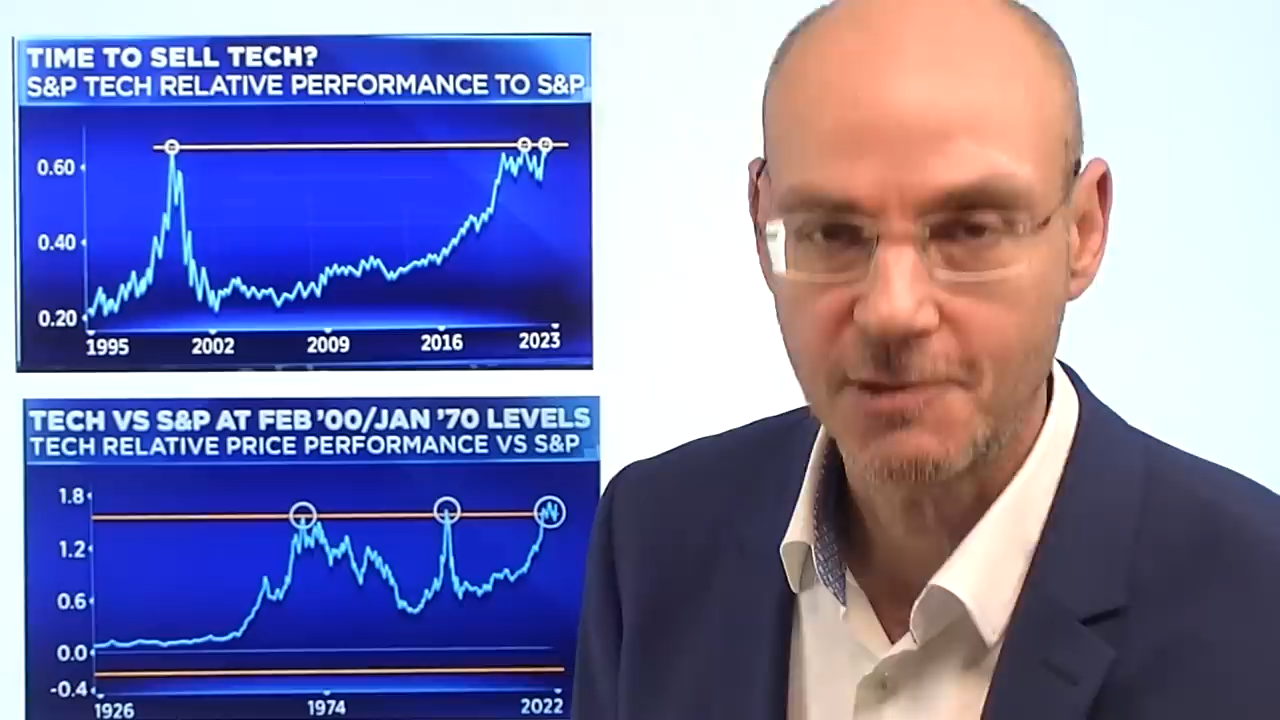 TIME TO SELL TECH?
S&P TECH RELATIVE PERFORMANCE TO S&P
0.60
0.40
0.20
1995 2002 2009 2016 2023
TECH VS S&P AT FEB '00/JAN '70 LEVELS
TECH RELATIVE PRICE PERFORMANCE VS S&P
1.8
1.2
0.6
0.0
-0.4
1926 1974 2022